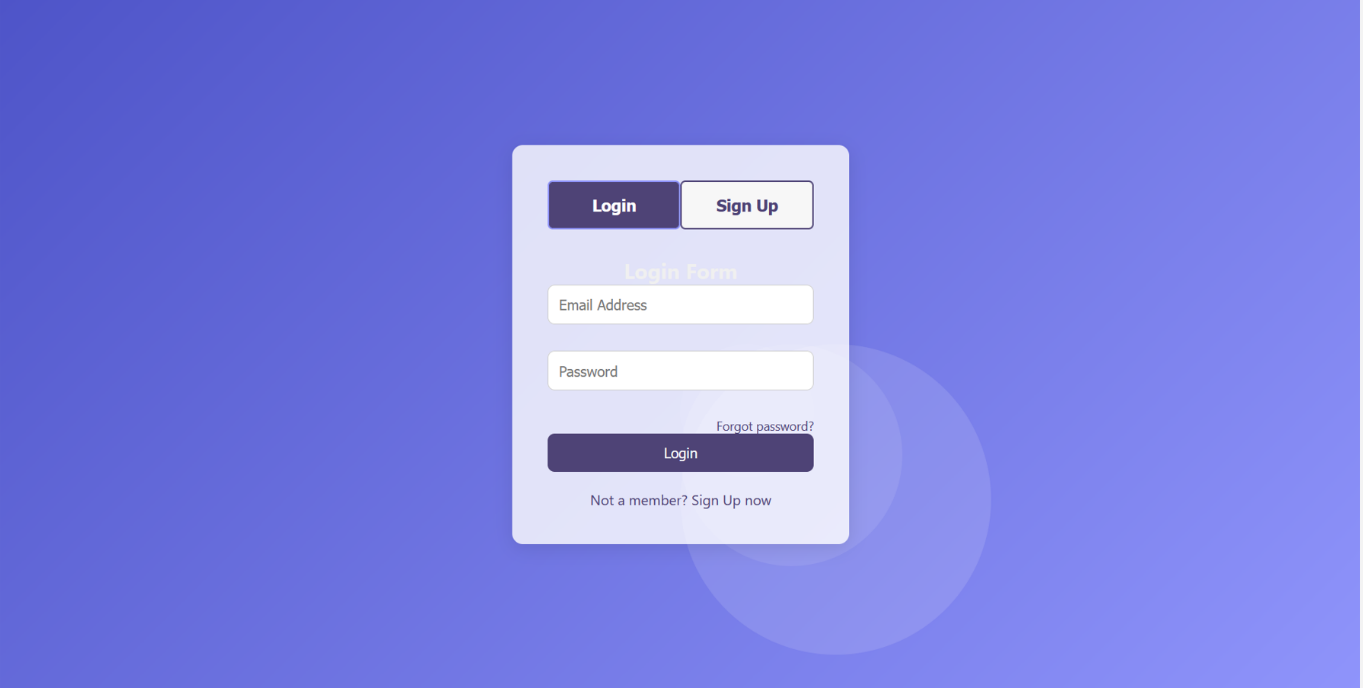 Login Sign Up
Login Form
Email Address
Password
Forgot password?
Login
Not a member? Sign Up now